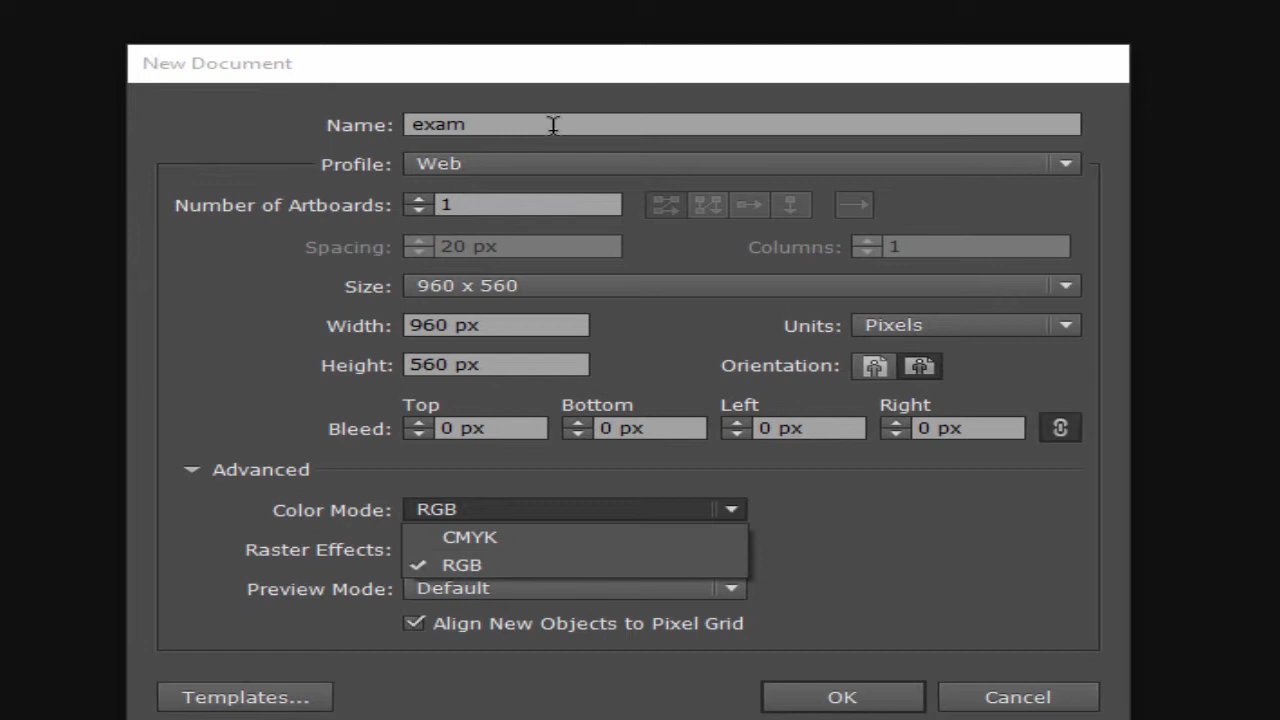 New Document
Name: exam
Profile: Web
Number of Artboards: 1
Spacing: 20 px Columns: 1
Size: 960 x 560
Width: 960 px Units: Pixels
Height: 560 px Orientation:
Top Bottom Left Right
Bleed: 0 px 0 px 0 px 0 px
Advanced
Color Mode: RGB
CMYK
Raster Effects:
RGB
Preview Mode: Default
Align New Objects to Pixel Grid
Templates... OK Cancel